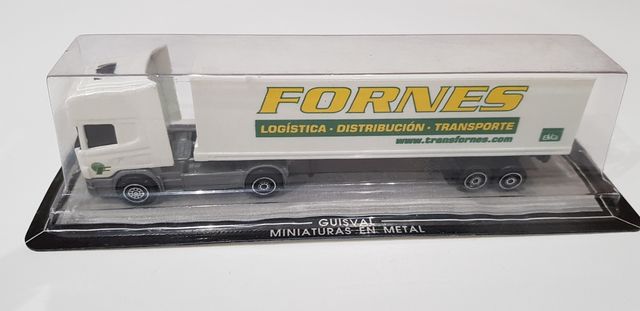 FORNES
LOGÍSTICA · DISTRIBUCIÓN · TRANSPORTE
www.transfornes.com
GUISVAL
MINIATURAS EN METAL